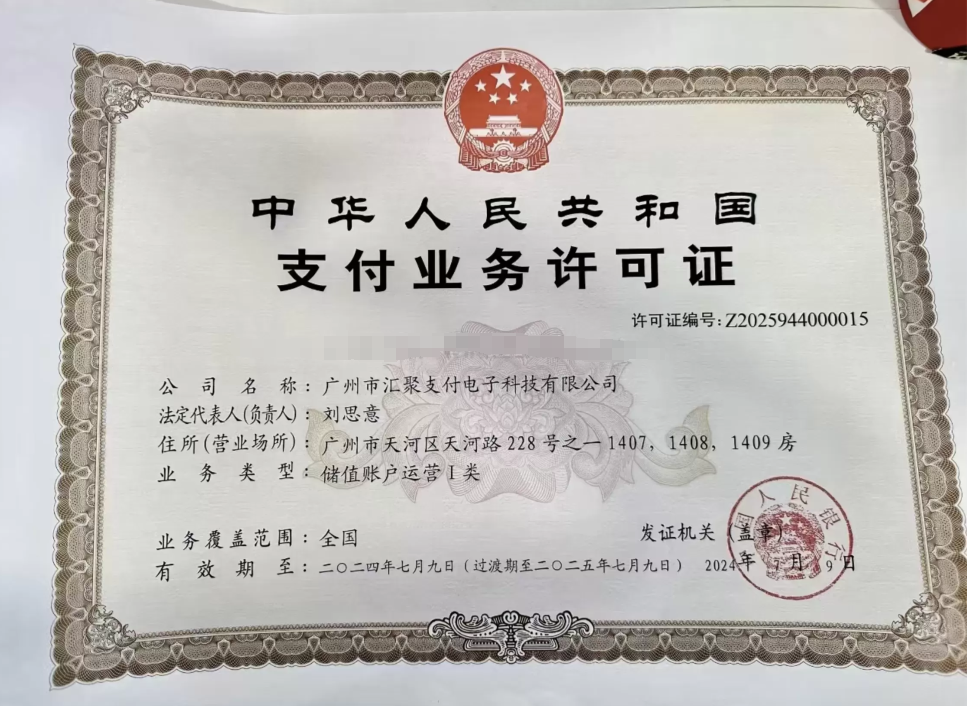 中华人民共和国
支付业务许可证
许可证编号:Z2025944000015
公司名称:广州市汇聚支付电子科技有限公司
法定代表人(负责人):刘思意
住所(营业场所):广州市天河区天河路228号之一1407，1408，1409房
业务类型:储值账户运营Ⅰ类
业务覆盖范围:全国
发证机关(盖章)
有效期至:二〇二四年七月九日(过渡期至二〇二五年七月九日)
2024年7月9日
国人民银行